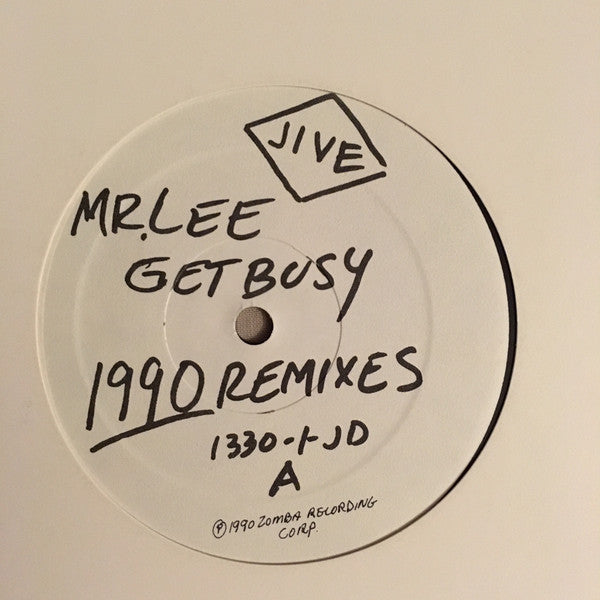 JIVE
MR. LEE
GET BUSY
1990 REMIXES
1330-1-JD
A
℗ 1990 ZOMBA RECORDING
CORP.